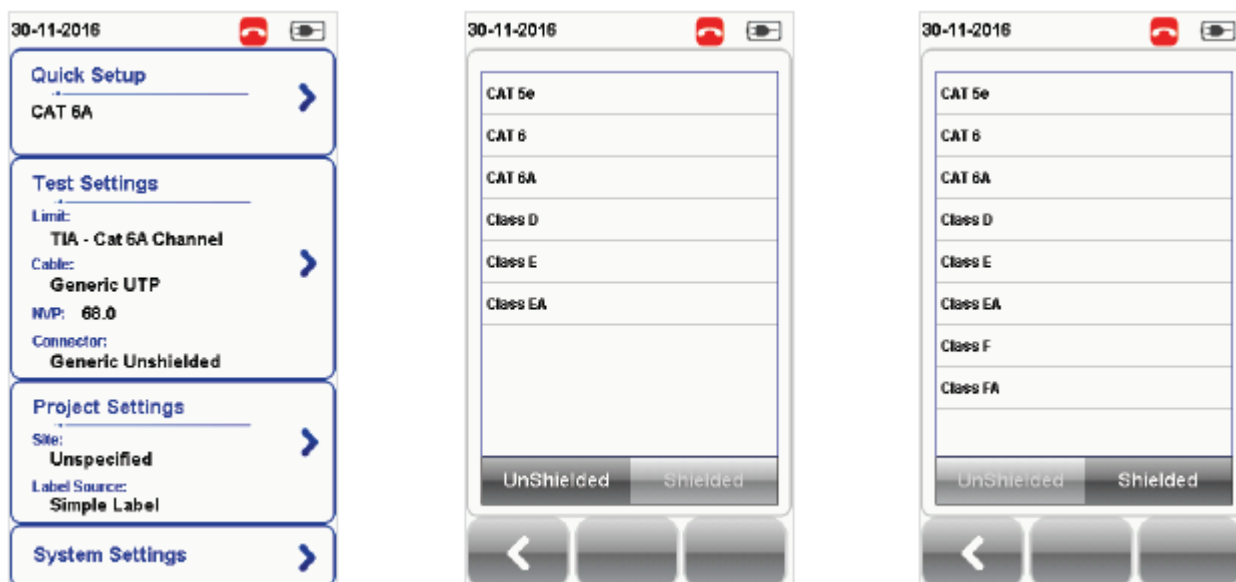 30-11-2016
Quick Setup
CAT 6A
Test Settings
Limit:
TIA - Cat 6A Channel
Cable:
Generic UTP
NVP: 68.0
Connector:
Generic Unshielded
Project Settings
Site:
Unspecified
Label Source:
Simple Label
System Settings
30-11-2016
CAT 5e
CAT 6
CAT 6A
Class D
Class E
Class EA
UnShielded Shielded
30-11-2016
CAT 5e
CAT 6
CAT 6A
Class D
Class E
Class EA
Class F
Class FA
UnShielded Shielded